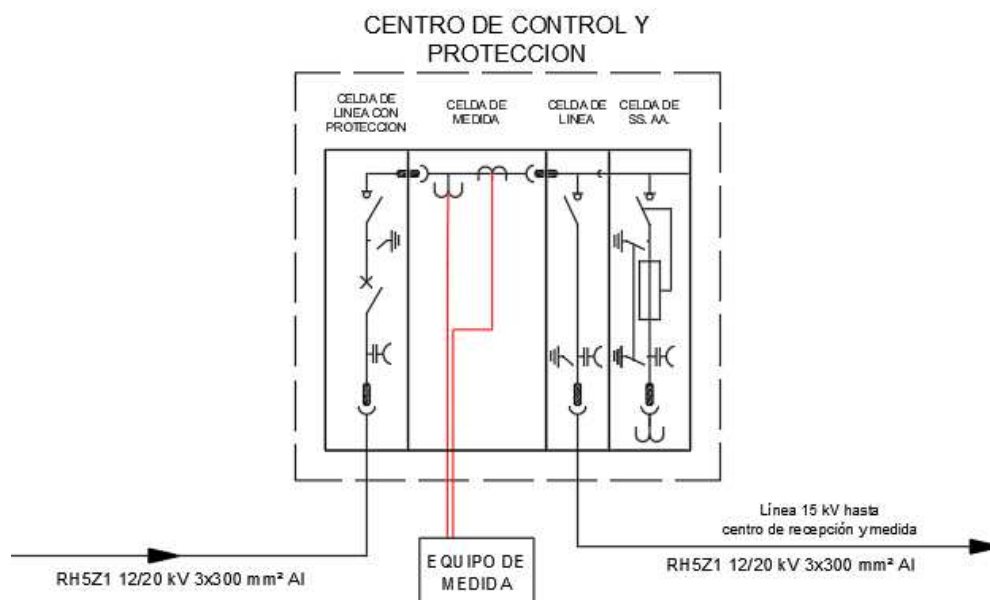 CENTRO DE CONTROL Y
PROTECCION
CELDA DE
LINEA CON
PROTECCION
CELDA DE
MEDIDA
CELDA DE
LINEA
CELDA DE
SS. AA.
EQUIPO DE
MEDIDA
RH5Z1 12/20 kV 3x300 mm² Al
Línea 15 kV hasta
centro de recepción y medida
RH5Z1 12/20 kV 3x300 mm² Al